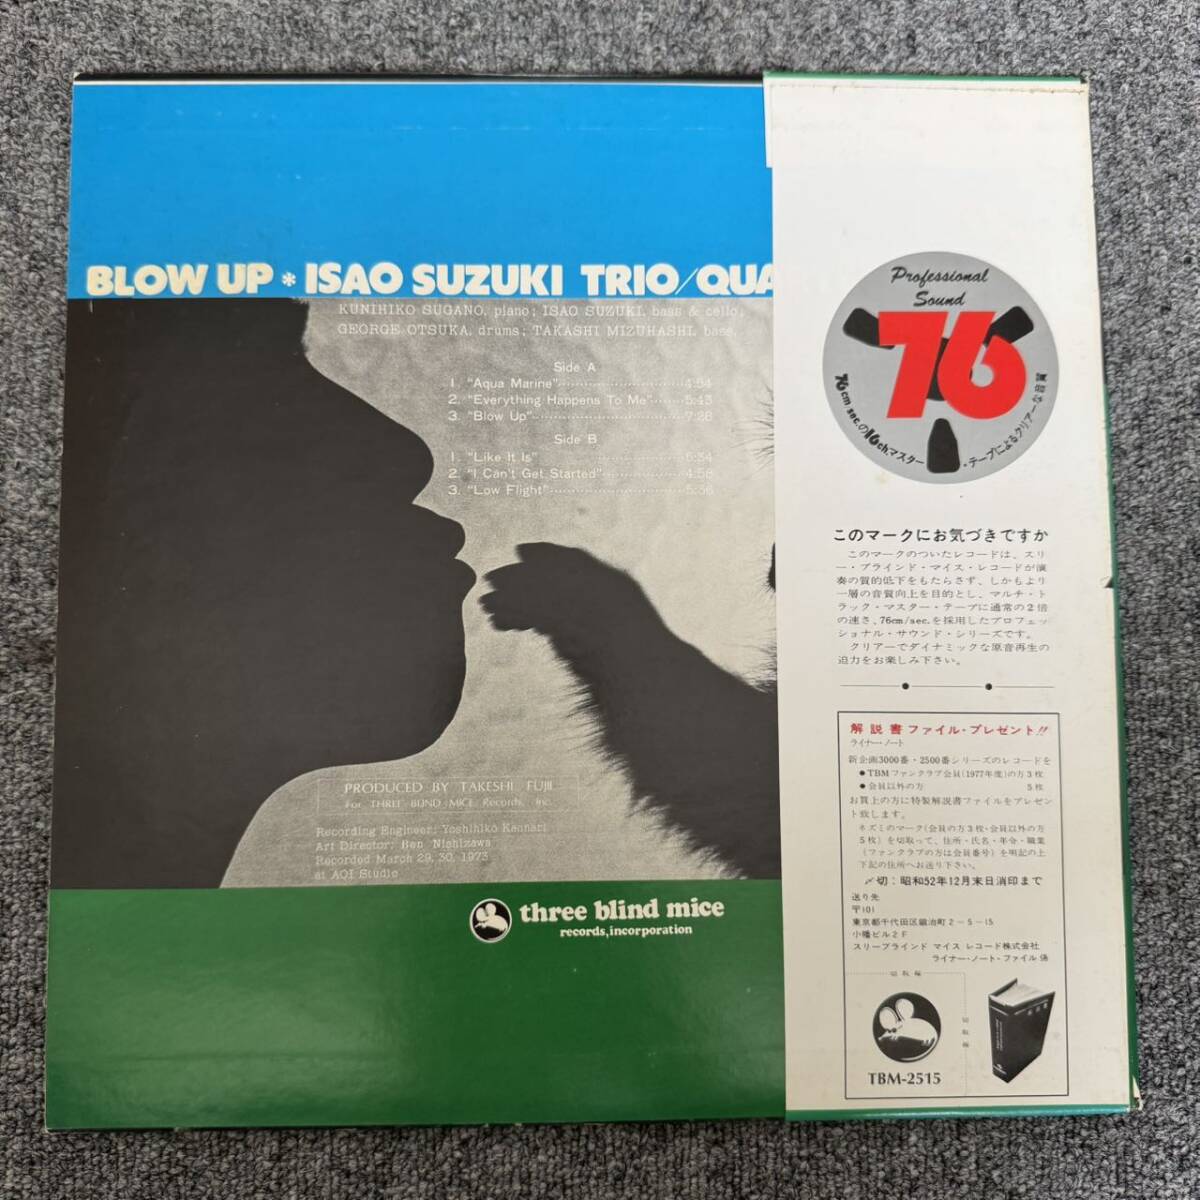 BLOW UP * ISAO SUZUKI TRIO/QUA
KUNIHIKO SUGANO, piano; ISAO SUZUKI, bass & cello;
GEORGE OTSUKA, drums; TAKASHI MIZUHASHI, bass.
Side A
1. "Aqua Marine" 4:54
2. "Everything Happens To Me" 5:43
3. "Blow Up" 7:28
Side B
1. "Like It Is" 5:54
2. "I Can't Get Started" 4:58
3. "Low Flight" 5:56
PRODUCED BY TAKESHI FUJII
For THREE BLIND MICE Records, Inc.
Recording Engineer: Yoshihiko Kannari
Art Director: Ben Nishizawa
Recorded March 29, 30, 1973
at AOI Studio
three blind mice
records, incorporation
Professional
Sound
76
76cm sec.の16ch.マスター・テープによるクリアーな音質
このマークにお気づきですか
このマークのついたレコードは、スリ
ー・ブラインド・マイス・レコードが演
奏の質的低下をもたらさず、しかもより
一層の音質向上を目的とし、マルチ・ト
ラック・マスター・テープに通常の2倍
の速さ、76cm/sec.を採用したプロフェッ
ショナル・サウンド・シリーズです。
クリアーでダイナミックな原音再生の
迫力をお楽しみ下さい。
解説書ファイル・プレゼント!!
ライナー・ノート
新企画3000番・2500番シリーズのレコードを
●TBMファンクラブ会員(1977年度)の方3枚
●会員以外の方 5枚
お買上の方に特製解説書ファイルをプレゼン
ト致します。
ネズミのマーク(会員の方3枚・会員以外の方
5枚)を切取って、住所・氏名・年令・職業
(ファンクラブの方は会員番号)を明記の上
下記の住所へお送り下さい。
〆切:昭和52年12月末日消印まで
送り先
〒101
東京都千代田区鍛冶町2-5-15
小幡ビル2F
スリーブラインド マイス レコード株式会社
ライナー・ノート・ファイル係
切取線
切取線
TBM-2515